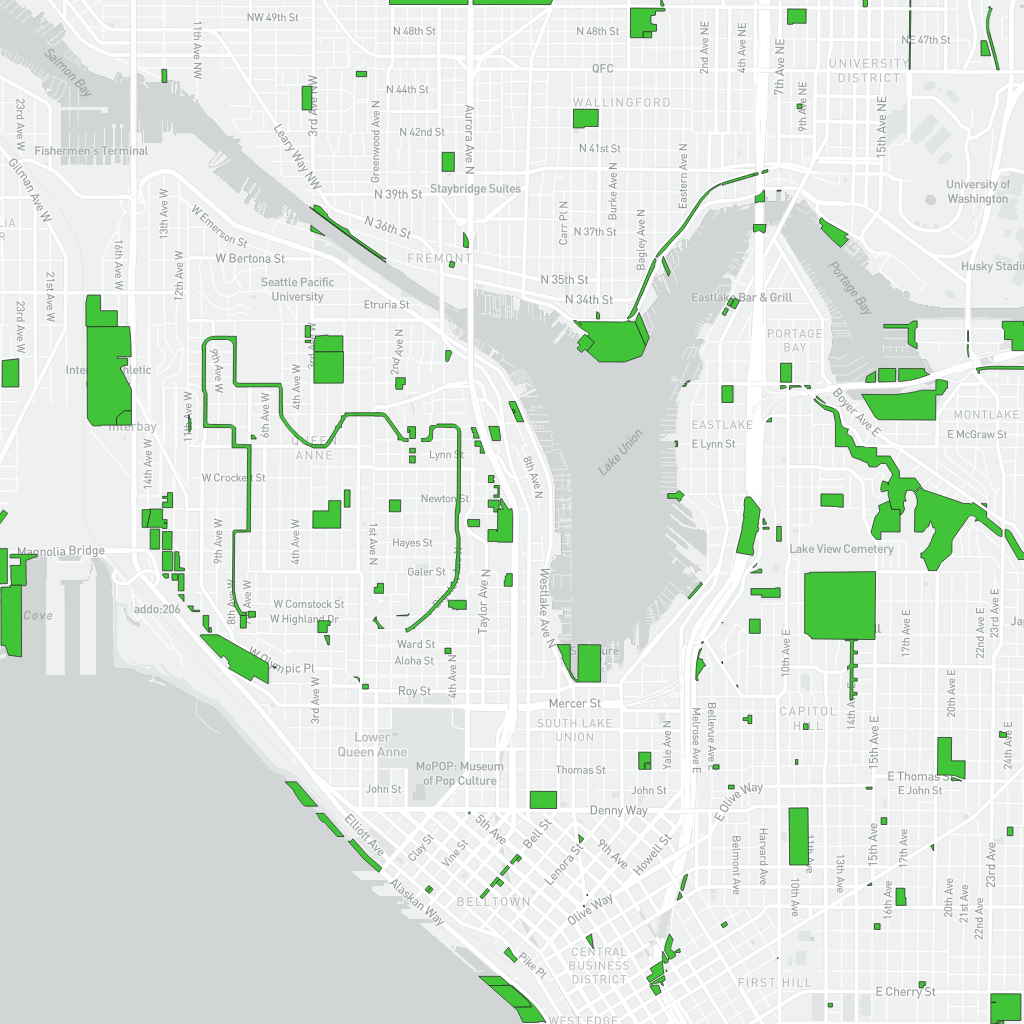 NW 49th St
N 48th St
N 48th St
NE 47th St
11th Ave NW
2nd Ave NE
4th Ave NE
7th Ave NE
UNIVERSITY
DISTRICT
QFC
Salmon Bay
3rd Ave NW
N 44th St
WALLINGFORD
9th Ave NE
15th Ave NE
23rd Ave W
Greenwood Ave N
Aurora Ave N
N 42nd St
Fishermen's Terminal
Leary Way NW
N 41st St
Gilman Ave W
Staybridge Suites
N 39th St
Burke Ave N
Eastern Ave N
University of
Washington
13th Ave W
W Emerson St
N 36th St
Carr Pl N
N 37th St
Bagley Ave N
16th Ave W
12th Ave W
W Bertona St
FREMONT
Husky Stadiu
21st Ave W
23rd Ave W
Seattle Pacific
University
N 35th St
Portage Bay
Etruria St
N 34th St
Eastlake Bar & Grill
PORTAGE
BAY
9th Ave W
3rd Ave W
2nd Ave N
4th Ave W
6th Ave W
11th Ave W
Interbay
EASTLAKE
Boyer Ave E
MONTLAKE
QUEEN
ANNE
E Lynn St
E McGraw St
14th Ave W
Lynn St
8th Ave N
Lake Union
W Crockett St
Newton St
9th Ave W
4th Ave W
1st Ave N
Hayes St
Magnolia Bridge
Lake View Cemetery
Galer St
Westlake Ave N
Taylor Ave N
8th Ave W
7th Ave W
Cove
addo:206
W Comstock St
W Highland Dr
Ward St
10th Ave E
17th Ave E
22nd Ave E
23rd Ave E
W Olympic Pl
Aloha St
Roy St
4th Ave N
3rd Ave W
Mercer St
14th Ave E
20th Ave E
CAPITOL
HILL
SOUTH LAKE
UNION
Yale Ave N
Melrose Ave E
Bellevue Ave E
15th Ave E
24th Ave E
Lower
Queen Anne
MoPOP: Museum
of Pop Culture
Thomas St
E Thomas St
John St
John St
E John St
Denny Way
E Olive Way
Elliott Ave
5th Ave
Bell St
Clay St
Vine St
Lenora St
9th Ave
Howell St
Belmont Ave
Harvard Ave
11th Ave
13th Ave
15th Ave
17th Ave
23rd Ave
Alaskan Way
BELLTOWN
Olive Way
10th Ave
16th Ave
20th Ave
21st Ave
22nd Ave
Pike Pl
CENTRAL
BUSINESS
DISTRICT
FIRST HILL
E Cherry St
WEST EDGE